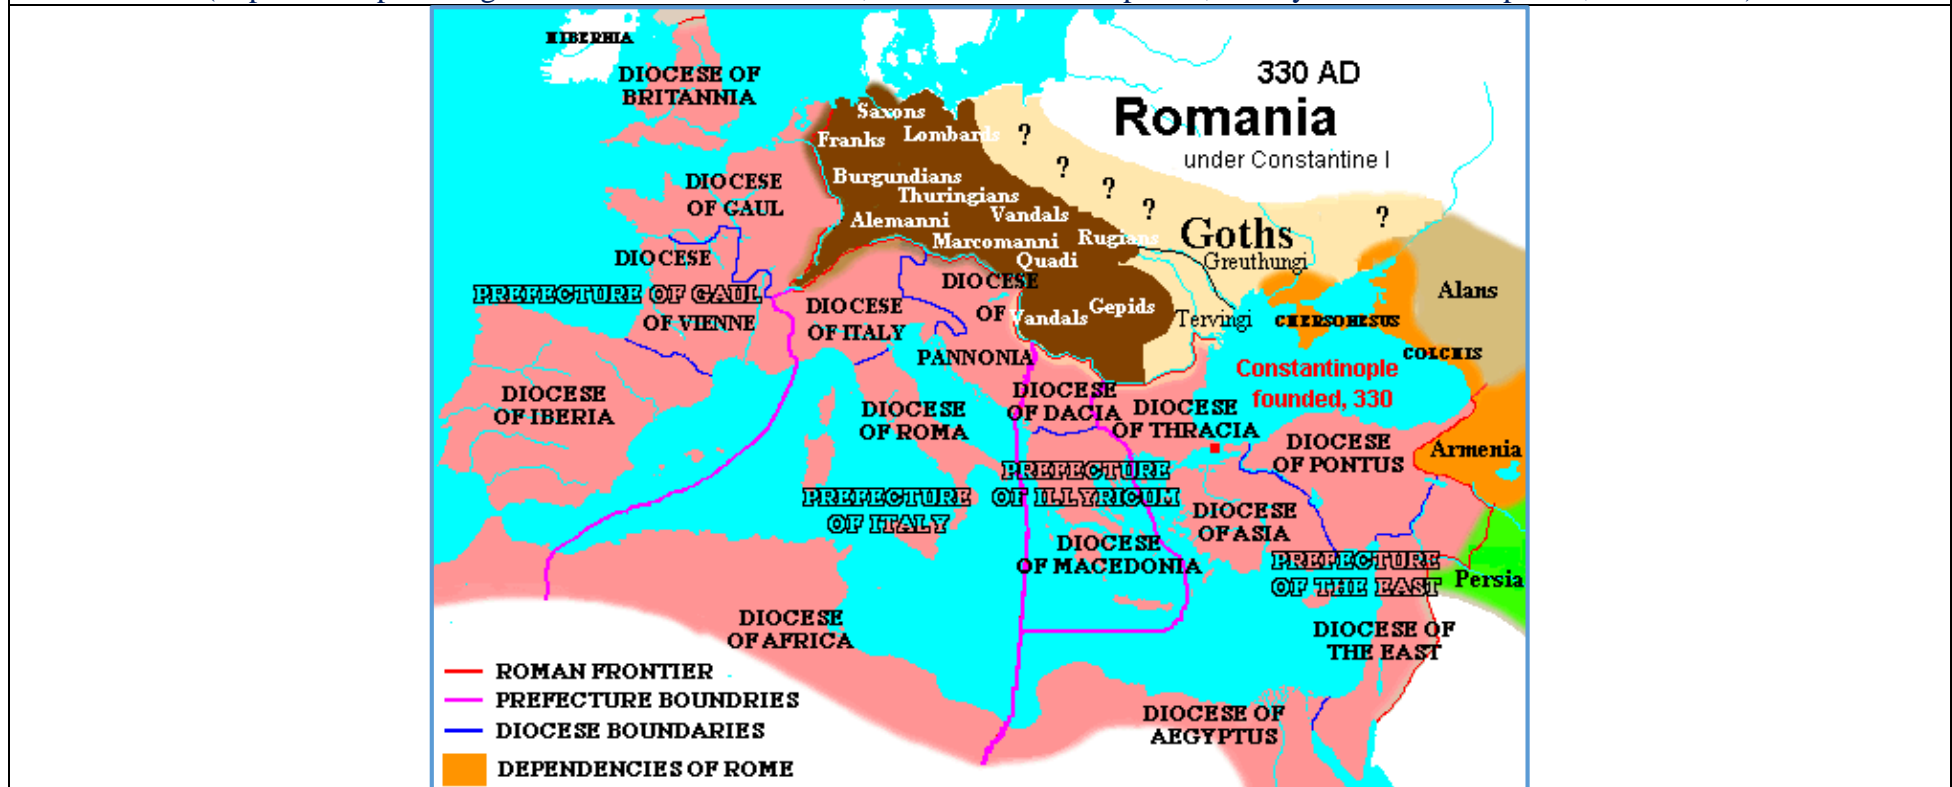 HIBERNIA
DIOCESE OF
BRITANNIA
330 AD
Romania
under Constantine I
Saxons
Franks
Lombards
?
?
?
?
?
Burgundians
Thuringians
Vandals
Alemanni
Marcomanni
Rugians
Quadi
Goths
Greuthungi
DIOCESE
OF GAUL
DIOCESE
OF VIENNE
PREFECTURE OF GAUL
DIOCESE
OF ITALY
DIOCESE
OF
PANNONIA
Vandals
Gepids
Tervingi
CHERSONESUS
Alans
COLCHIS
Constantinople
founded, 330
DIOCESE
OF IBERIA
DIOCESE
OF ROMA
DIOCESE
OF DACIA
DIOCESE
OF THRACIA
DIOCESE
OF PONTUS
Armenia
PREFECTURE
OF ITALY
PREFECTURE
OF ILLYRICUM
DIOCESE
OF ASIA
DIOCESE
OF MACEDONIA
PREFECTURE
OF THE EAST
Persia
DIOCESE
OF AFRICA
DIOCESE OF
THE EAST
DIOCESE OF
AEGYPTUS
ROMAN FRONTIER
PREFECTURE BOUNDRIES
DIOCESE BOUNDARIES
DEPENDENCIES OF ROME